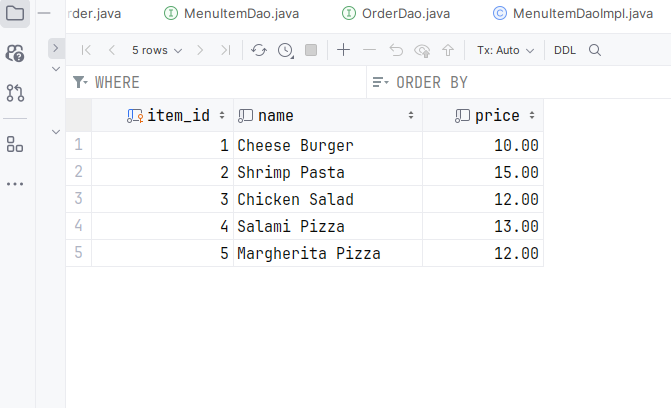 rder.java MenuItemDao.java OrderDao.java MenuItemDaoImpl.java
5 rows Tx: Auto DDL
WHERE ORDER BY
item_id name price
1 1 Cheese Burger 10.00
2 2 Shrimp Pasta 15.00
3 3 Chicken Salad 12.00
4 4 Salami Pizza 13.00
5 5 Margherita Pizza 12.00